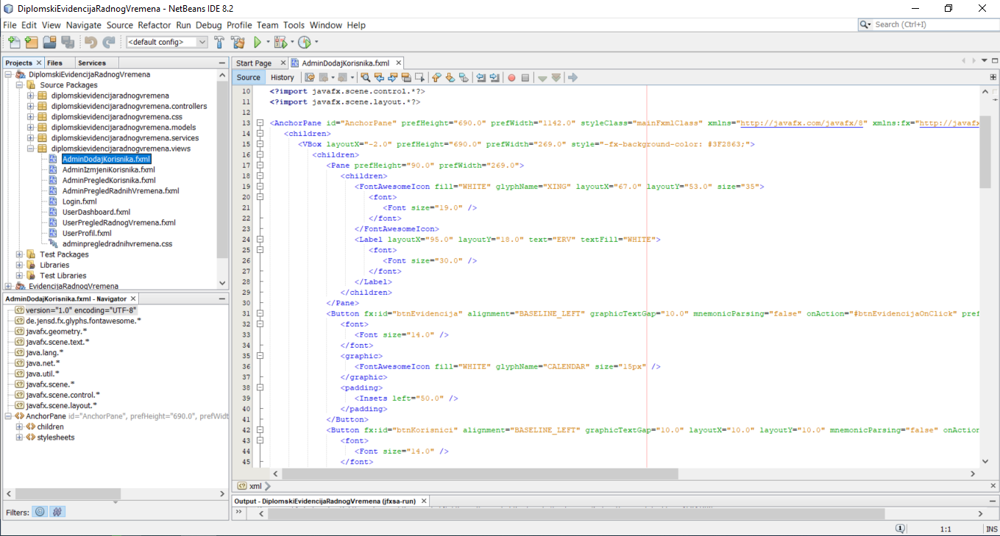 DiplomskiEvidencijaRadnogVremena - NetBeans IDE 8.2
File Edit View Navigate Source Refactor Run Debug Profile Team Tools Window Help
Search (Ctrl+I)
<default config>
Projects Files Services
DiplomskiEvidencijaRadnogVremena
Source Packages
diplomskievidencijaradnogvremena
diplomskievidencijaradnogvremena.controllers
diplomskievidencijaradnogvremena.css
diplomskievidencijaradnogvremena.models
diplomskievidencijaradnogvremena.services
diplomskievidencijaradnogvremena.views
AdminDodajKorisnika.fxml
AdminIzmjeniKorisnika.fxml
AdminPregledKorisnika.fxml
AdminPregledRadnihVremena.fxml
Login.fxml
UserDashboard.fxml
UserPregledRadnogVremena.fxml
UserProfil.fxml
adminpregledradnihvremena.css
Test Packages
Libraries
Test Libraries
EvidencijaRadnogVremena
AdminDodajKorisnika.fxml - Navigator
version="1.0" encoding="UTF-8"
de.jensd.fx.glyphs.fontawesome.*
javafx.geometry.*
javafx.scene.text.*
java.lang.*
java.net.*
java.util.*
javafx.scene.*
javafx.scene.control.*
javafx.scene.layout.*
AnchorPane id="AnchorPane", prefHeight="690.0", prefWidt
children
stylesheets
Filters:
Start Page AdminDodajKorisnika.fxml
Source History
10 <?import javafx.scene.control.*?>
11 <?import javafx.scene.layout.*?>
12
13 <AnchorPane id="AnchorPane" prefHeight="690.0" prefWidth="1142.0" styleClass="mainFxmlClass" xmlns="http://javafx.com/javafx/8" xmlns:fx="http://javafx
14 <children>
15 <VBox layoutX="-2.0" prefHeight="690.0" prefWidth="269.0" style="-fx-background-color: #3F2863;">
16 <children>
17 <Pane prefHeight="90.0" prefWidth="269.0">
18 <children>
19 <FontAwesomeIcon fill="WHITE" glyphName="XING" layoutX="67.0" layoutY="53.0" size="35">
20 <font>
21 <Font size="19.0" />
22 </font>
23 </FontAwesomeIcon>
24 <Label layoutX="95.0" layoutY="18.0" text="ERV" textFill="WHITE">
25 <font>
26 <Font size="30.0" />
27 </font>
28 </Label>
29 </children>
30 </Pane>
31 <Button fx:id="btnEvidencija" alignment="BASELINE_LEFT" graphicTextGap="10.0" mnemonicParsing="false" onAction="#btnEvidencijaOnClick" pref
32 <font>
33 <Font size="14.0" />
34 </font>
35 <graphic>
36 <FontAwesomeIcon fill="WHITE" glyphName="CALENDAR" size="15px" />
37 </graphic>
38 <padding>
39 <Insets left="50.0" />
40 </padding>
41 </Button>
42 <Button fx:id="btnKorisnici" alignment="BASELINE_LEFT" graphicTextGap="10.0" layoutX="10.0" layoutY="10.0" mnemonicParsing="false" onAction
43 <font>
44 <Font size="14.0" />
45 </font>
xml
Output - DiplomskiEvidencijaRadnogVremena (jfxsa-run)
1 1:1 INS